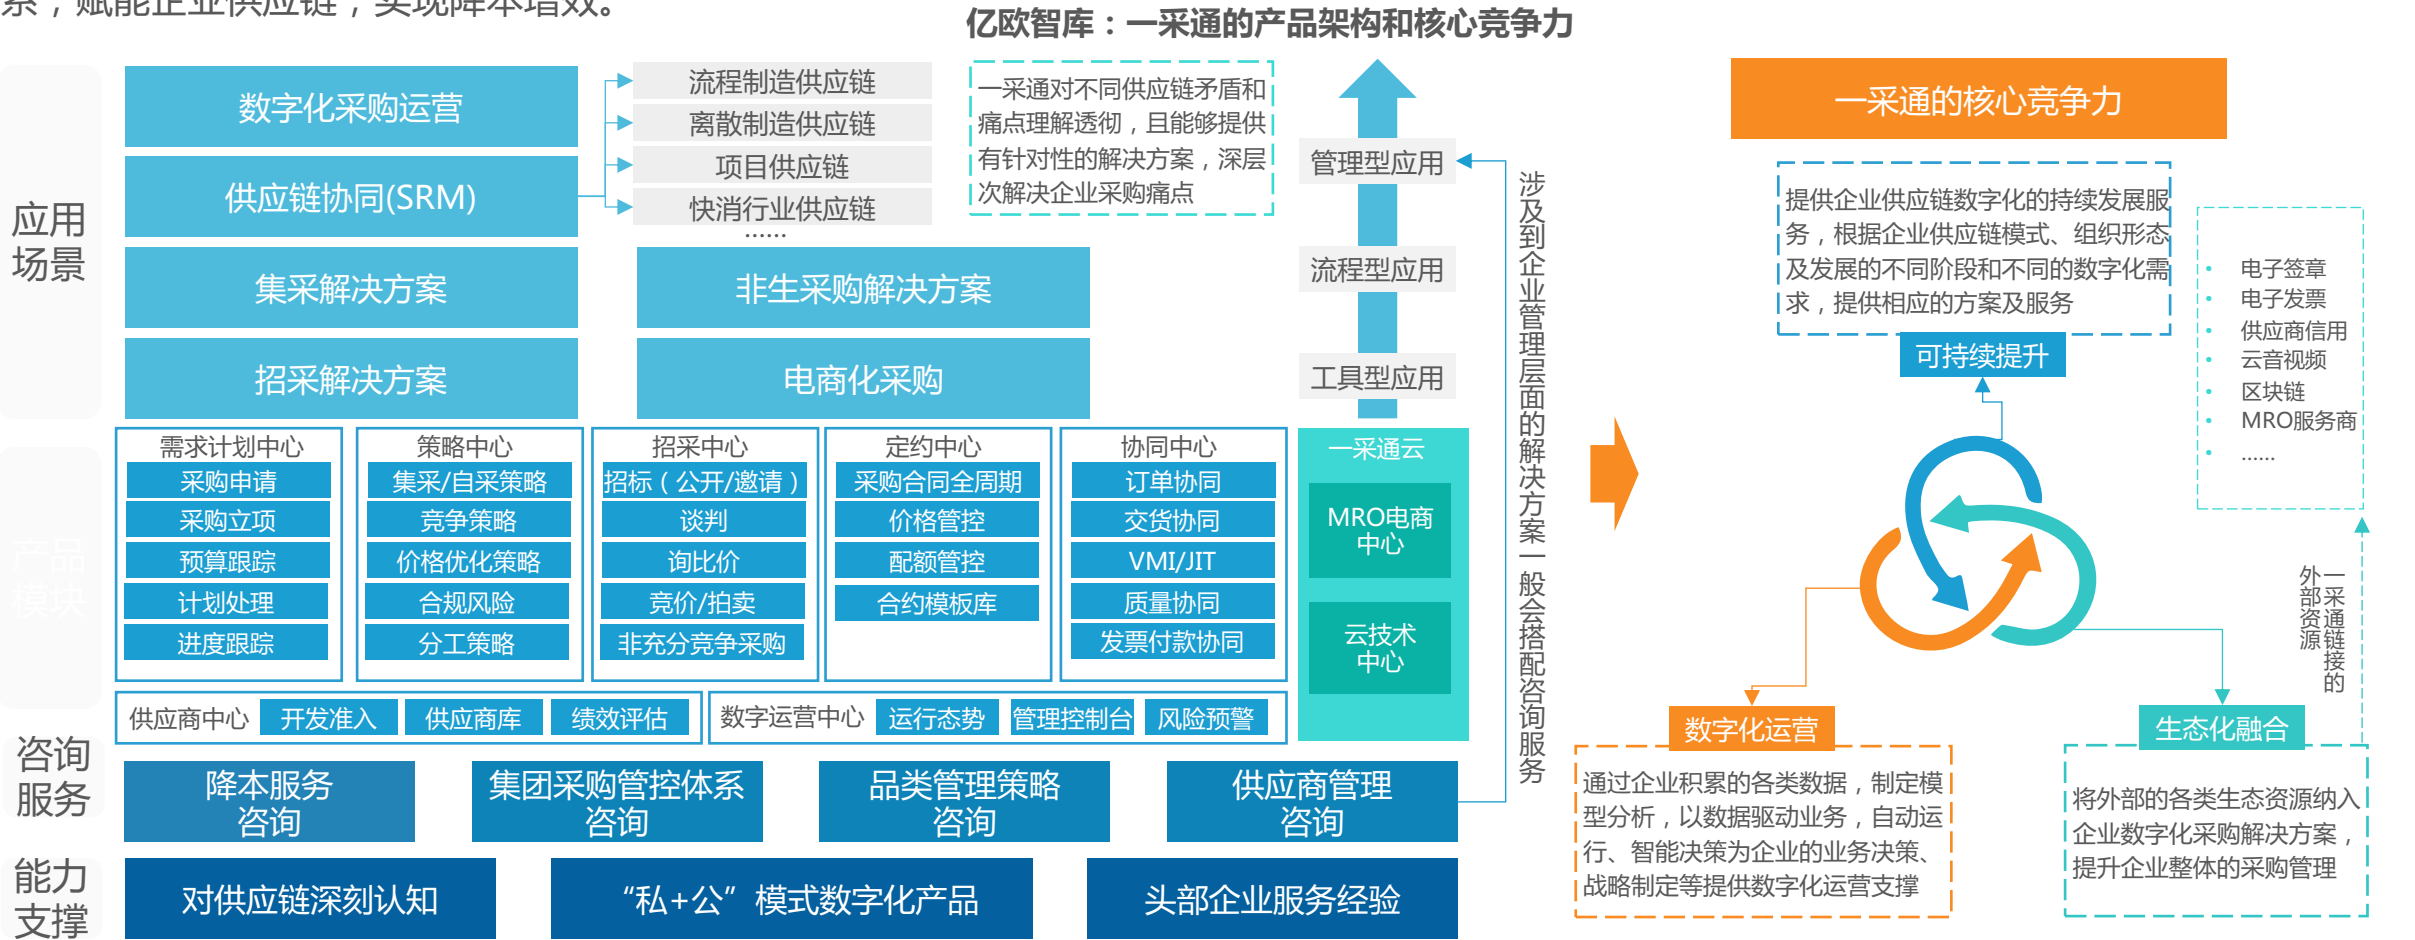 系，赋能企业供应链，实现降本增效。
亿欧智库：一采通的产品架构和核心竞争力
应用
场景
数字化采购运营
供应链协同(SRM)
流程制造供应链
离散制造供应链
项目供应链
快消行业供应链
……
一采通对不同供应链矛盾和
痛点理解透彻，且能够提供
有针对性的解决方案，深层
次解决企业采购痛点
集采解决方案
非生采购解决方案
招采解决方案
电商化采购
管理型应用
流程型应用
工具型应用
产品
模块
需求计划中心
采购申请
采购立项
预算跟踪
计划处理
进度跟踪
策略中心
集采/自采策略
竞争策略
价格优化策略
合规风险
分工策略
招采中心
招标（公开/邀请）
谈判
询比价
竞价/拍卖
非充分竞争采购
定约中心
采购合同全周期
价格管控
配额管控
合约模板库
协同中心
订单协同
交货协同
VMI/JIT
质量协同
发票付款协同
一采通云
MRO电商
中心
云技术
中心
供应商中心
开发准入
供应商库
绩效评估
数字运营中心
运行态势
管理控制台
风险预警
咨询
服务
降本服务
咨询
集团采购管控体系
咨询
品类管理策略
咨询
供应商管理
咨询
能力
支撑
对供应链深刻认知
“私+公”模式数字化产品
头部企业服务经验
涉及到企业管理层面的解决方案一般会搭配咨询服务
一采通的核心竞争力
提供企业供应链数字化的持续发展服
务，根据企业供应链模式、组织形态
及发展的不同阶段和不同的数字化需
求，提供相应的方案及服务
可持续提升
• 电子签章
• 电子发票
• 供应商信用
• 云音视频
• 区块链
• MRO服务商
• ……
一采通链接的
外部资源
数字化运营
通过企业积累的各类数据，制定模
型分析，以数据驱动业务，自动运
行、智能决策为企业的业务决策、
战略制定等提供数字化运营支撑
生态化融合
将外部的各类生态资源纳入
企业数字化采购解决方案，
提升企业整体的采购管理